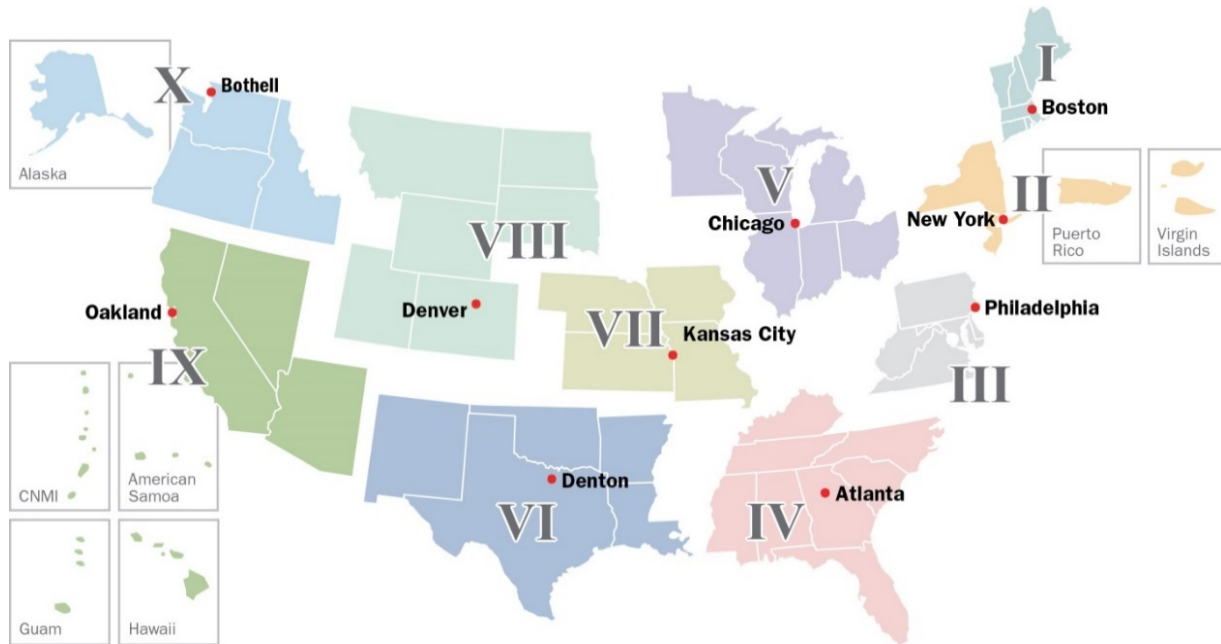 I
Boston
X
Bothell
Alaska
V
Chicago
II
New York
Puerto
Rico
Virgin
Islands
VIII
Denver
Oakland
IX
VII
Kansas City
Philadelphia
III
CNMI
American
Samoa
Denton
VI
Atlanta
IV
Guam
Hawaii